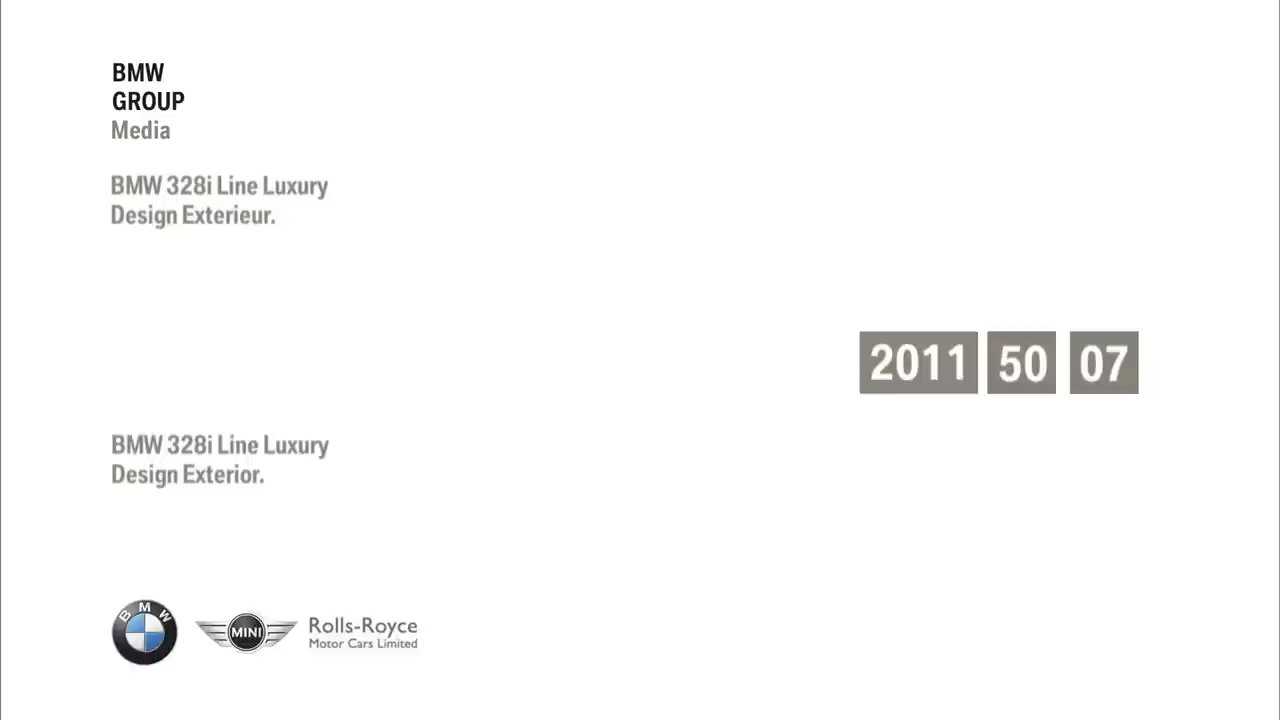 BMW
GROUP
Media
BMW 328i Line Luxury
Design Exterieur.
2011 50 07
BMW 328i Line Luxury
Design Exterior.
BMW
MINI
Rolls-Royce
Motor Cars Limited